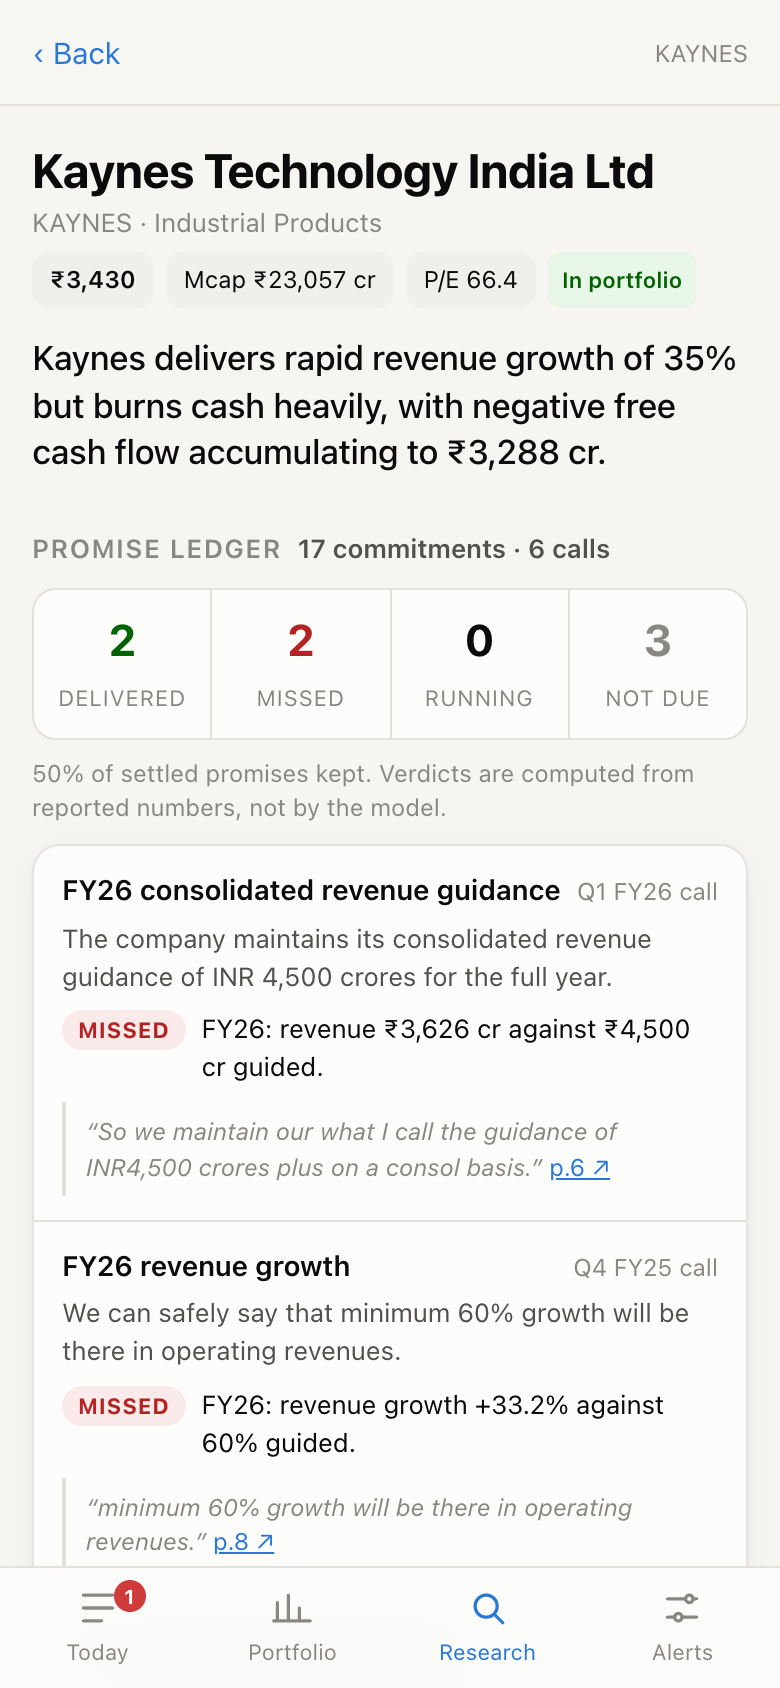 ‹ Back
KAYNES
Kaynes Technology India Ltd
KAYNES · Industrial Products
₹3,430
Mcap ₹23,057 cr
P/E 66.4
In portfolio
Kaynes delivers rapid revenue growth of 35%
but burns cash heavily, with negative free
cash flow accumulating to ₹3,288 cr.
PROMISE LEDGER 17 commitments · 6 calls
2
DELIVERED
2
MISSED
0
RUNNING
3
NOT DUE
50% of settled promises kept. Verdicts are computed from
reported numbers, not by the model.
FY26 consolidated revenue guidance
Q1 FY26 call
The company maintains its consolidated revenue
guidance of INR 4,500 crores for the full year.
MISSED
FY26: revenue ₹3,626 cr against ₹4,500
cr guided.
“So we maintain our what I call the guidance of
INR4,500 crores plus on a consol basis.” p.6 ↗
FY26 revenue growth
Q4 FY25 call
We can safely say that minimum 60% growth will be
there in operating revenues.
MISSED
FY26: revenue growth +33.2% against
60% guided.
“minimum 60% growth will be there in operating
revenues.” p.8 ↗
1
Today
Portfolio
Research
Alerts